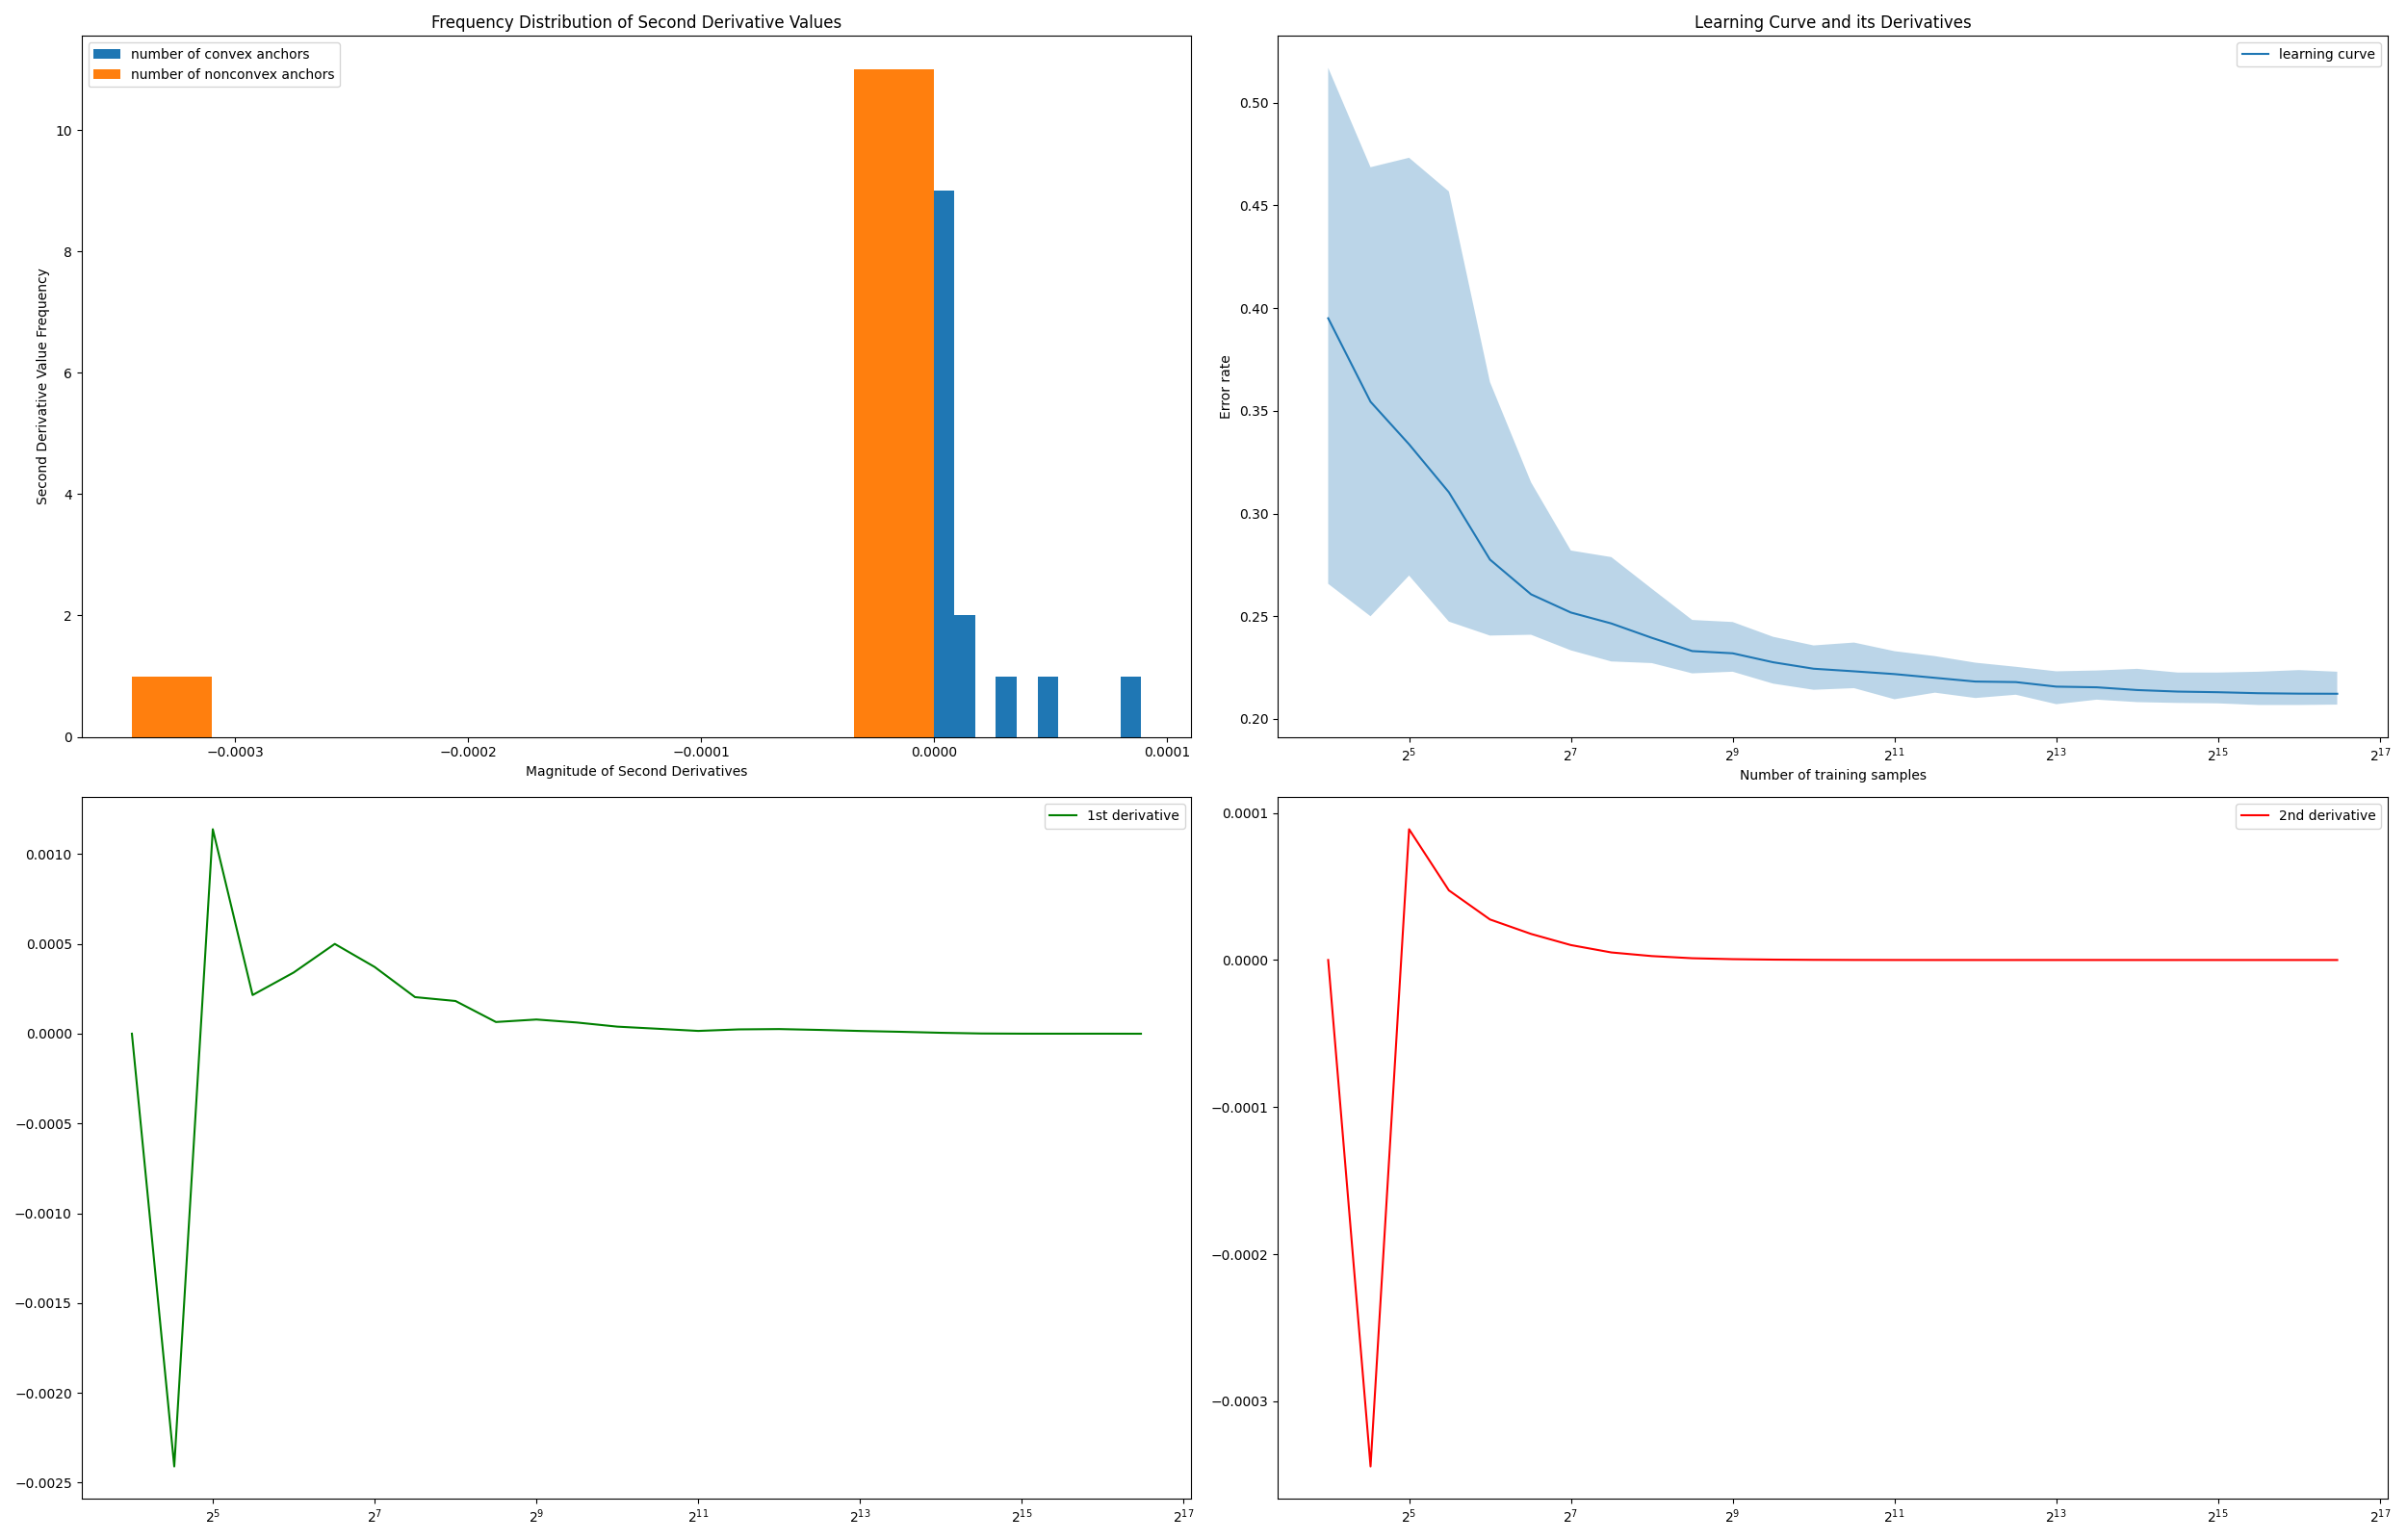 Frequency Distribution of Second Derivative Values
number of convex anchors
number of nonconvex anchors
Second Derivative Value Frequency
10
8
6
4
2
0
−0.0003 −0.0002 −0.0001 0.0000 0.0001
Magnitude of Second Derivatives
Learning Curve and its Derivatives
learning curve
Error rate
0.50
0.45
0.40
0.35
0.30
0.25
0.20
2^5 2^7 2^9 2^11 2^13 2^15 2^17
Number of training samples
1st derivative
0.0010
0.0005
0.0000
−0.0005
−0.0010
−0.0015
−0.0020
−0.0025
2^5 2^7 2^9 2^11 2^13 2^15 2^17
2nd derivative
0.0001
0.0000
−0.0001
−0.0002
−0.0003
2^5 2^7 2^9 2^11 2^13 2^15 2^17